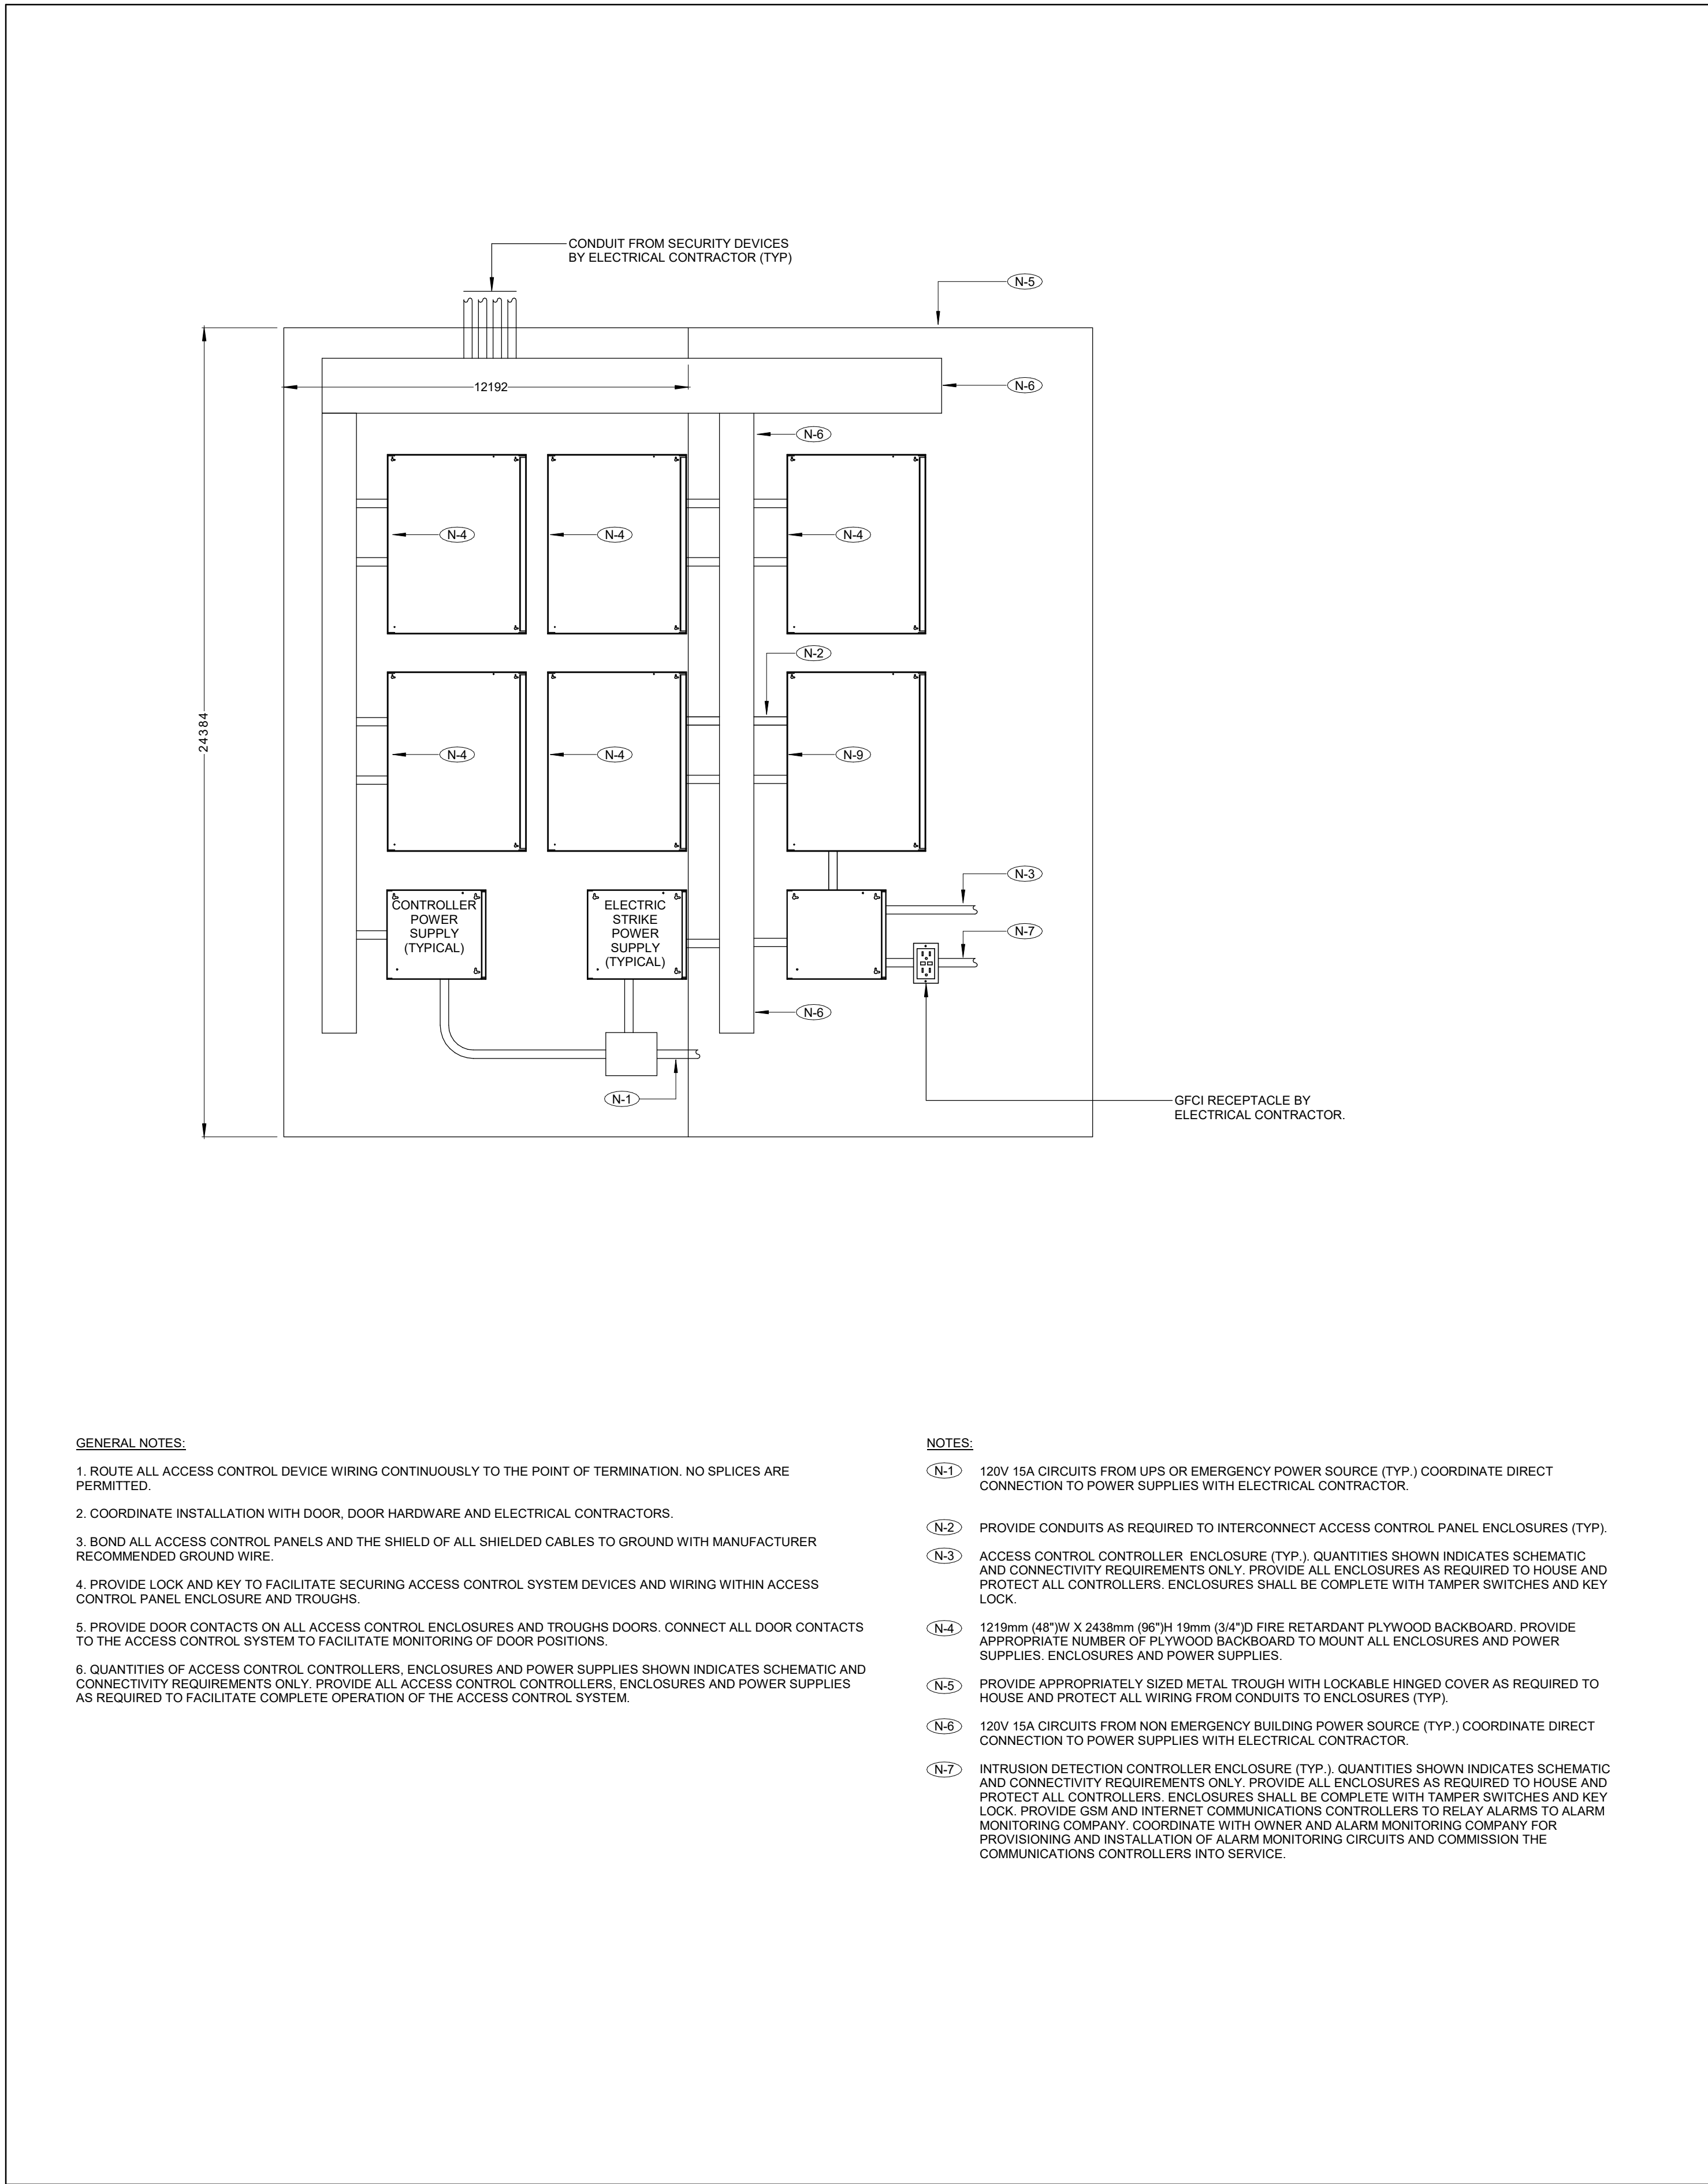 CONDUIT FROM SECURITY DEVICES
BY ELECTRICAL CONTRACTOR (TYP)
N-5
12192
N-6
N-6
N-4
N-4
N-4
N-2
24384
N-4
N-4
N-9
N-3
CONTROLLER
POWER
SUPPLY
(TYPICAL)
ELECTRIC
STRIKE
POWER
SUPPLY
(TYPICAL)
N-7
N-6
N-1
GFCI RECEPTACLE BY
ELECTRICAL CONTRACTOR.
GENERAL NOTES:
1. ROUTE ALL ACCESS CONTROL DEVICE WIRING CONTINUOUSLY TO THE POINT OF TERMINATION. NO SPLICES ARE
PERMITTED.
2. COORDINATE INSTALLATION WITH DOOR, DOOR HARDWARE AND ELECTRICAL CONTRACTORS.
3. BOND ALL ACCESS CONTROL PANELS AND THE SHIELD OF ALL SHIELDED CABLES TO GROUND WITH MANUFACTURER
RECOMMENDED GROUND WIRE.
4. PROVIDE LOCK AND KEY TO FACILITATE SECURING ACCESS CONTROL SYSTEM DEVICES AND WIRING WITHIN ACCESS
CONTROL PANEL ENCLOSURE AND TROUGHS.
5. PROVIDE DOOR CONTACTS ON ALL ACCESS CONTROL ENCLOSURES AND TROUGHS DOORS. CONNECT ALL DOOR CONTACTS
TO THE ACCESS CONTROL SYSTEM TO FACILITATE MONITORING OF DOOR POSITIONS.
6. QUANTITIES OF ACCESS CONTROL CONTROLLERS, ENCLOSURES AND POWER SUPPLIES SHOWN INDICATES SCHEMATIC AND
CONNECTIVITY REQUIREMENTS ONLY. PROVIDE ALL ACCESS CONTROL CONTROLLERS, ENCLOSURES AND POWER SUPPLIES
AS REQUIRED TO FACILITATE COMPLETE OPERATION OF THE ACCESS CONTROL SYSTEM.
NOTES:
N-1 120V 15A CIRCUITS FROM UPS OR EMERGENCY POWER SOURCE (TYP.) COORDINATE DIRECT
CONNECTION TO POWER SUPPLIES WITH ELECTRICAL CONTRACTOR.
N-2 PROVIDE CONDUITS AS REQUIRED TO INTERCONNECT ACCESS CONTROL PANEL ENCLOSURES (TYP).
N-3 ACCESS CONTROL CONTROLLER ENCLOSURE (TYP.). QUANTITIES SHOWN INDICATES SCHEMATIC
AND CONNECTIVITY REQUIREMENTS ONLY. PROVIDE ALL ENCLOSURES AS REQUIRED TO HOUSE AND
PROTECT ALL CONTROLLERS. ENCLOSURES SHALL BE COMPLETE WITH TAMPER SWITCHES AND KEY
LOCK.
N-4 1219mm (48")W X 2438mm (96")H 19mm (3/4")D FIRE RETARDANT PLYWOOD BACKBOARD. PROVIDE
APPROPRIATE NUMBER OF PLYWOOD BACKBOARD TO MOUNT ALL ENCLOSURES AND POWER
SUPPLIES. ENCLOSURES AND POWER SUPPLIES.
N-5 PROVIDE APPROPRIATELY SIZED METAL TROUGH WITH LOCKABLE HINGED COVER AS REQUIRED TO
HOUSE AND PROTECT ALL WIRING FROM CONDUITS TO ENCLOSURES (TYP).
N-6 120V 15A CIRCUITS FROM NON EMERGENCY BUILDING POWER SOURCE (TYP.) COORDINATE DIRECT
CONNECTION TO POWER SUPPLIES WITH ELECTRICAL CONTRACTOR.
N-7 INTRUSION DETECTION CONTROLLER ENCLOSURE (TYP.). QUANTITIES SHOWN INDICATES SCHEMATIC
AND CONNECTIVITY REQUIREMENTS ONLY. PROVIDE ALL ENCLOSURES AS REQUIRED TO HOUSE AND
PROTECT ALL CONTROLLERS. ENCLOSURES SHALL BE COMPLETE WITH TAMPER SWITCHES AND KEY
LOCK. PROVIDE GSM AND INTERNET COMMUNICATIONS CONTROLLERS TO RELAY ALARMS TO ALARM
MONITORING COMPANY. COORDINATE WITH OWNER AND ALARM MONITORING COMPANY FOR
PROVISIONING AND INSTALLATION OF ALARM MONITORING CIRCUITS AND COMMISSION THE
COMMUNICATIONS CONTROLLERS INTO SERVICE.